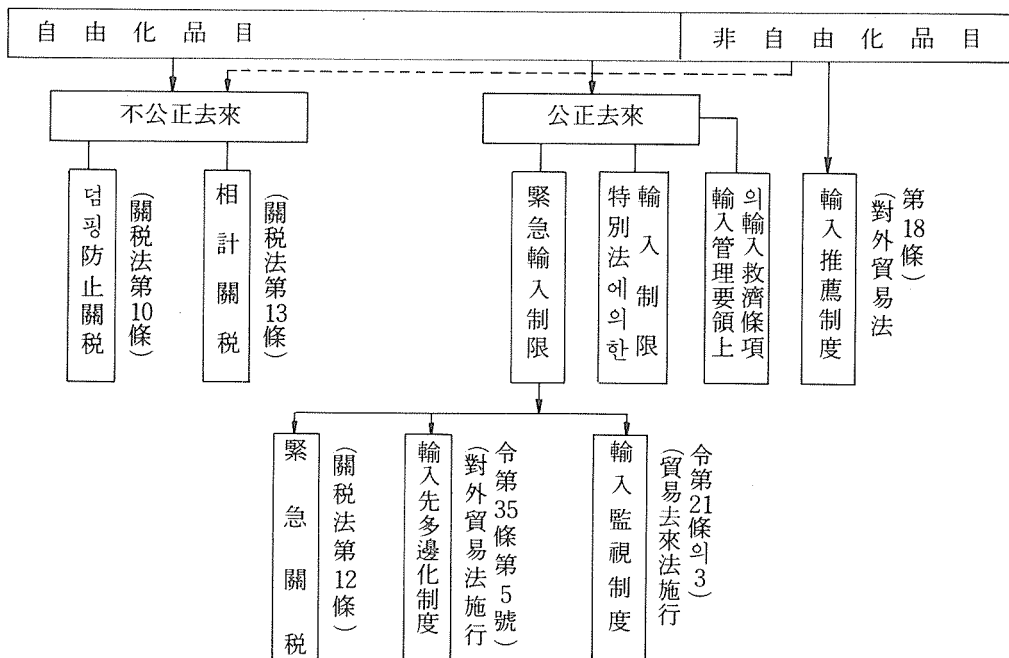 自由化品目
非自由化品目
不公正去來
公正去來
덤핑防止關税
(關税法第10條)
相計關税
(關税法第13條)
緊急輸入制限
特別法에의한
輸入制限
輸入管理要領上
의輸入救濟條項
輸入推薦制度
(對外貿易法
第18條)
緊急關税
(關税法第12條)
輸入先多邊化制度
(對外貿易法施行
令第35條第5號)
輸入監視制度
(貿易去來法施行
令第21條의3)